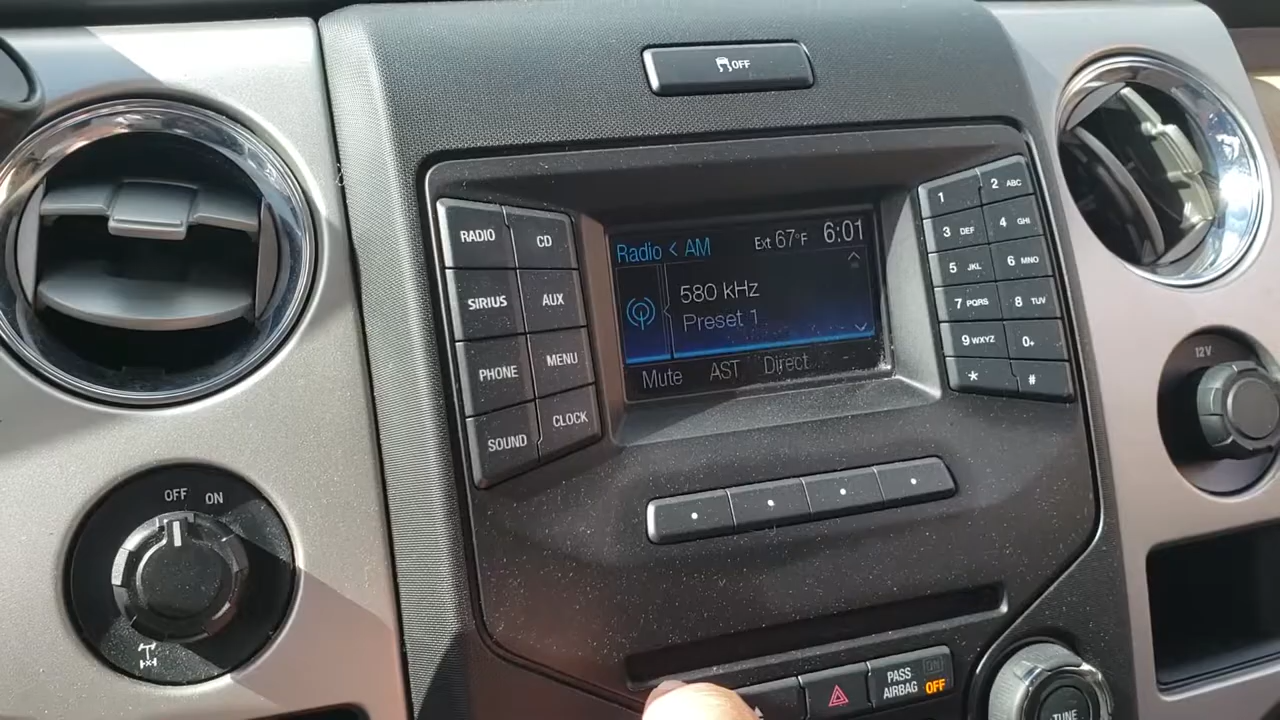 OFF
RADIO CD
SIRIUS AUX
PHONE MENU
SOUND CLOCK
Radio < AM Ext 67°F 6:01
580 kHz
Preset 1
Mute AST Direct
1 2 ABC
3 DEF 4 GHI
5 JKL 6 MNO
7 PQRS 8 TUV
9 WXYZ 0+
* #
12V
OFF ON
PASS
AIRBAG
ON
OFF
TUNE